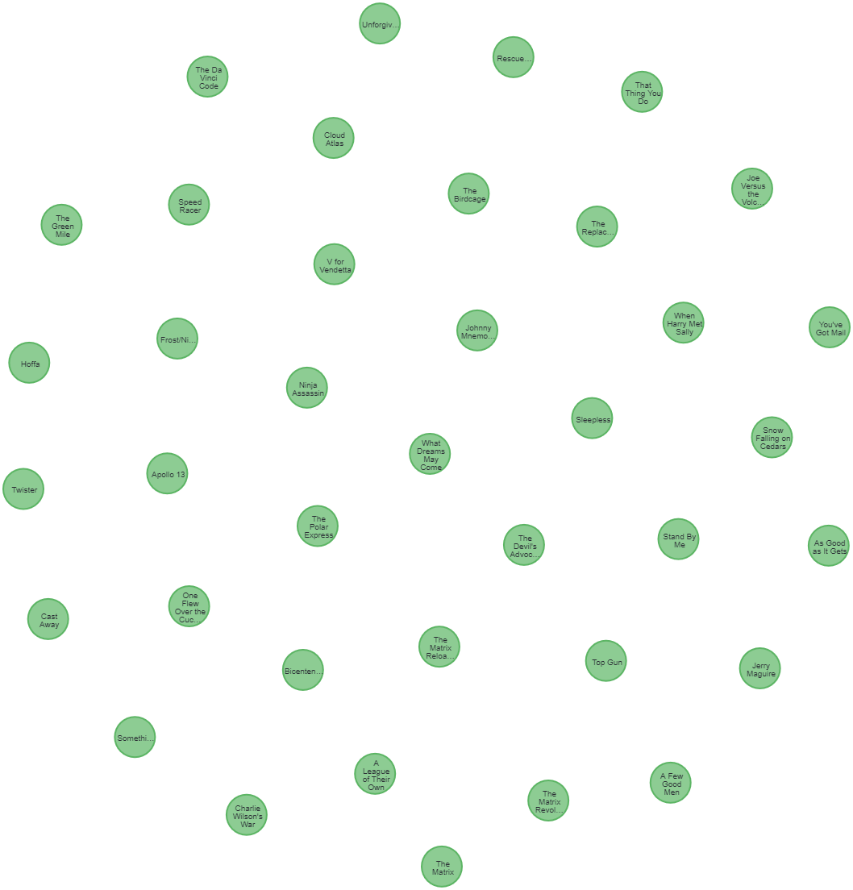 Unforgiv...
Rescue...
The Da
Vinci
Code
That
Thing You
Do
Cloud
Atlas
Joe
Versus
the
Volc...
The
Birdcage
Speed
Racer
The
Green
Mile
The
Replac...
V for
Vendetta
When
Harry Met
Sally
You've
Got Mail
Johnny
Mnemo...
Frost/Ni...
Hoffa
Ninja
Assassin
Sleepless
Snow
Falling on
Cedars
What
Dreams
May
Come
Apollo 13
Twister
The
Polar
Express
Stand By
Me
The
Devil's
Advoc...
As Good
as It Gets
One
Flew
Over the
Cuc...
Cast
Away
The
Matrix
Reloa...
Top Gun
Jerry
Maguire
Bicenten...
Somethi...
A
League
of Their
Own
A Few
Good
Men
The
Matrix
Revol...
Charlie
Wilson's
War
The
Matrix